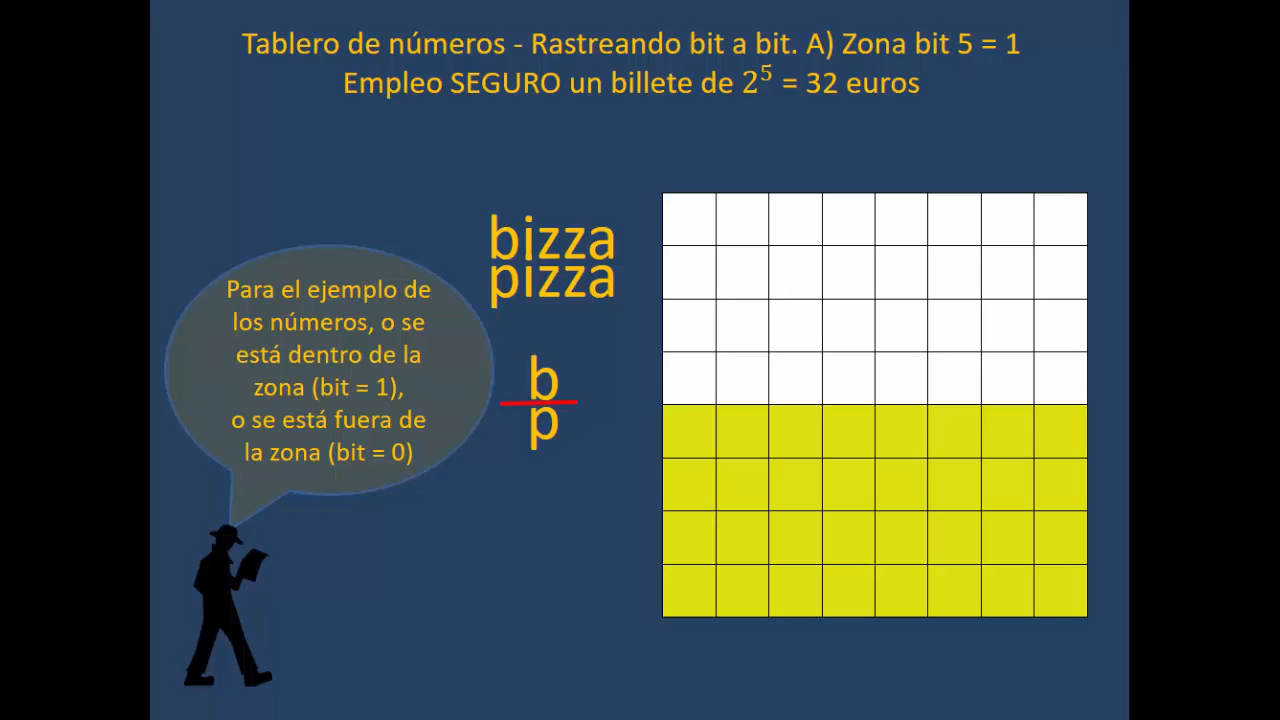 Tablero de números - Rastreando bit a bit. A) Zona bit 5 = 1
Empleo SEGURO un billete de 2⁵ = 32 euros
bizza
pizza
Para el ejemplo de
los números, o se
está dentro de la
zona (bit = 1),
o se está fuera de
la zona (bit = 0)
b
p